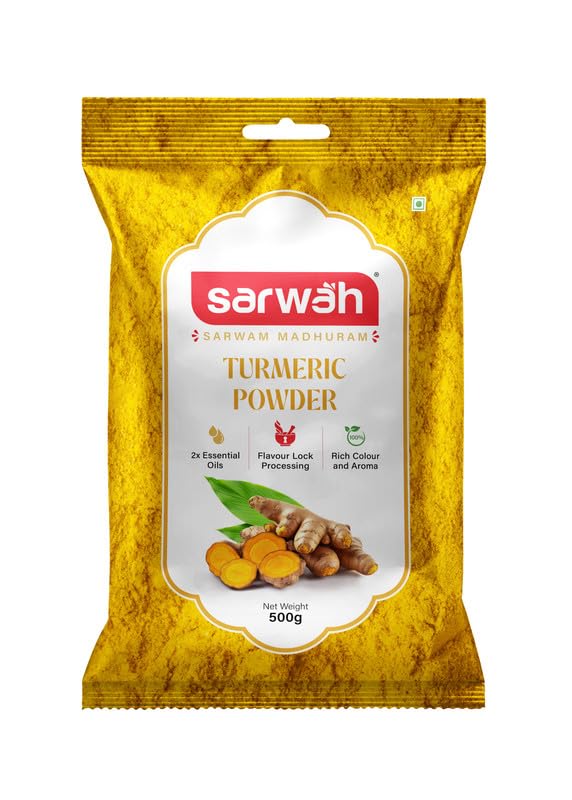 sarwah®
SARWAM MADHURAM
TURMERIC
POWDER
2x Essential
Oils
Flavour Lock
Processing
100%
Rich Colour
and Aroma
Net Weight
500g